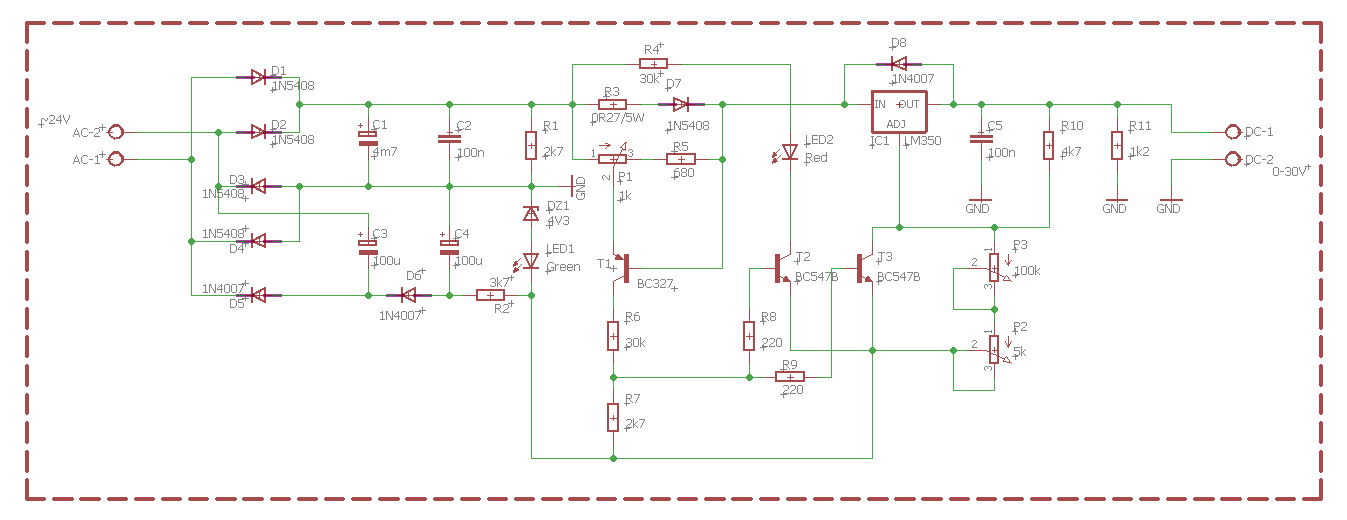 D8
1N4007
R4
30k
D7
1N5408
D1
1N5408
R3
0R27/5W
IN
OUT
ADJ
IC1
LM350
~24V
AC-2
AC-1
D2
1N5408
C1
4m7
C2
100n
R1
2k7
R5
680
1
3
2
P1
1k
LED2
Red
C5
100n
R10
4k7
R11
1k2
DC-1
DC-2
0-30V
D3
1N5408
GND
GND
GND
GND
DZ1
4V3
1N5408
D4
C3
100u
C4
100u
LED1
Green
T1
BC327
T2
BC547B
T3
BC547B
P3
100k
1
2
3
D6
1N4007
1N4007
D5
3k7
R2
R6
30k
R8
220
P2
5k
1
2
3
R9
220
R7
2k7